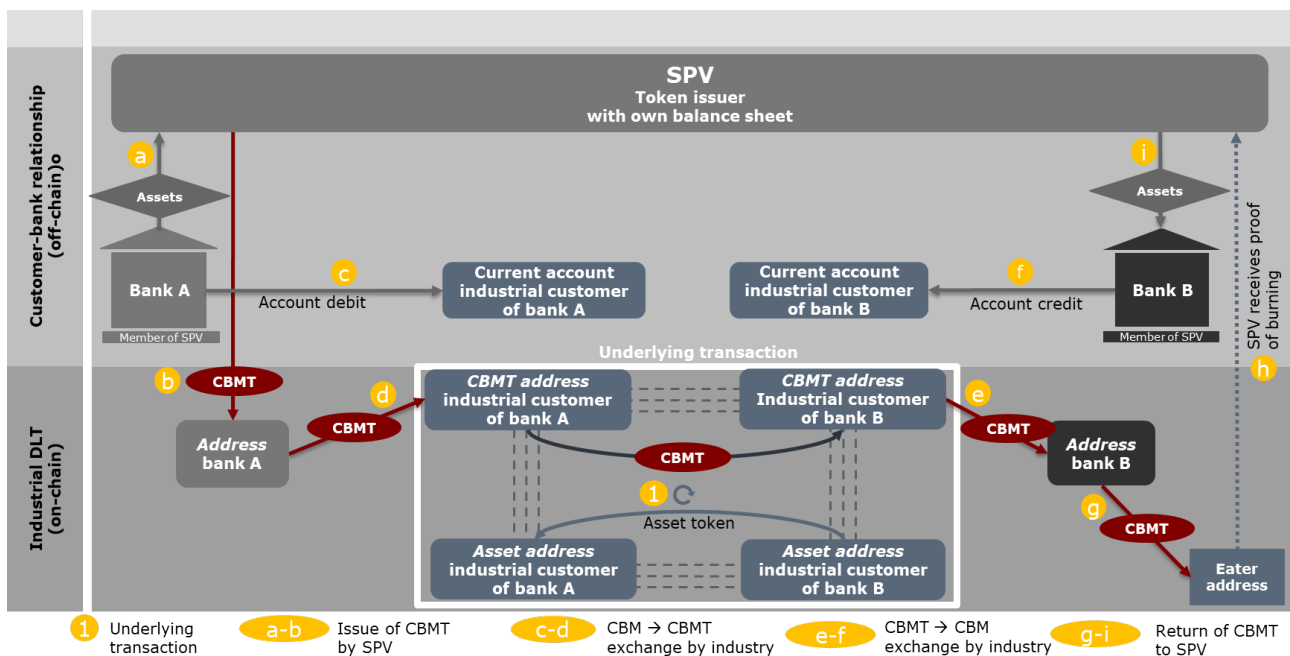 Customer-bank relationship
(off-chain)o
SPV
Token issuer
with own balance sheet
a
i
Assets
Assets
Bank A
Member of SPV
c
Account debit
Current account
industrial customer
of bank A
Current account
industrial customer
of bank B
f
Account credit
Bank B
Member of SPV
SPV receives proof
of burning
h
Industrial DLT
(on-chain)
Underlying transaction
b
CBMT
Address
bank A
d
CBMT
CBMT address
industrial customer
of bank A
CBMT address
Industrial customer
of bank B
CBMT
1
Asset token
Asset address
industrial customer
of bank A
Asset address
industrial customer
of bank B
e
CBMT
Address
bank B
g
CBMT
Eater
address
1
Underlying
transaction
a-b
Issue of CBMT
by SPV
c-d
CBM → CBMT
exchange by industry
e-f
CBMT → CBM
exchange by industry
g-i
Return of CBMT
to SPV